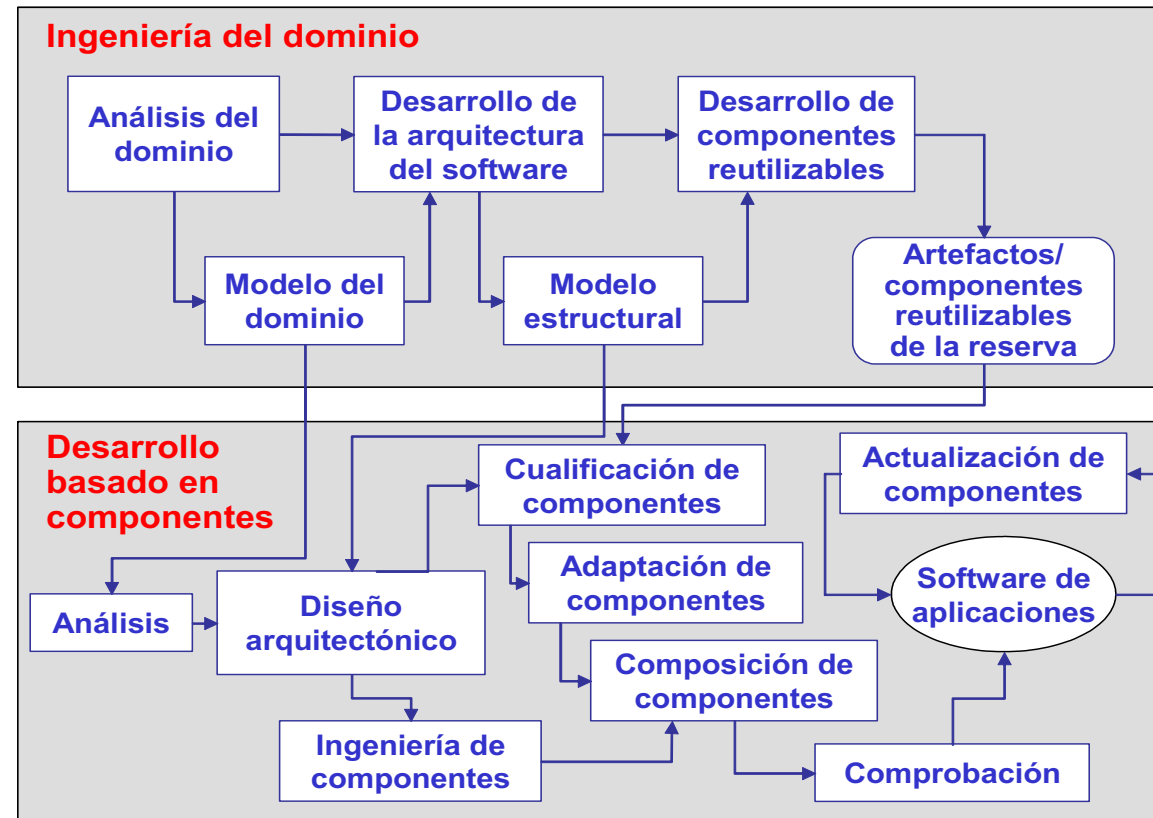 Ingeniería del dominio
Análisis del
dominio
Desarrollo de
la arquitectura
del software
Desarrollo de
componentes
reutilizables
Modelo del
dominio
Modelo
estructural
Artefactos/
componentes
reutilizables
de la reserva
Desarrollo
basado en
componentes
Cualificación de
componentes
Actualización de
componentes
Adaptación de
componentes
Software de
aplicaciones
Análisis
Diseño
arquitectónico
Composición de
componentes
Ingeniería de
componentes
Comprobación